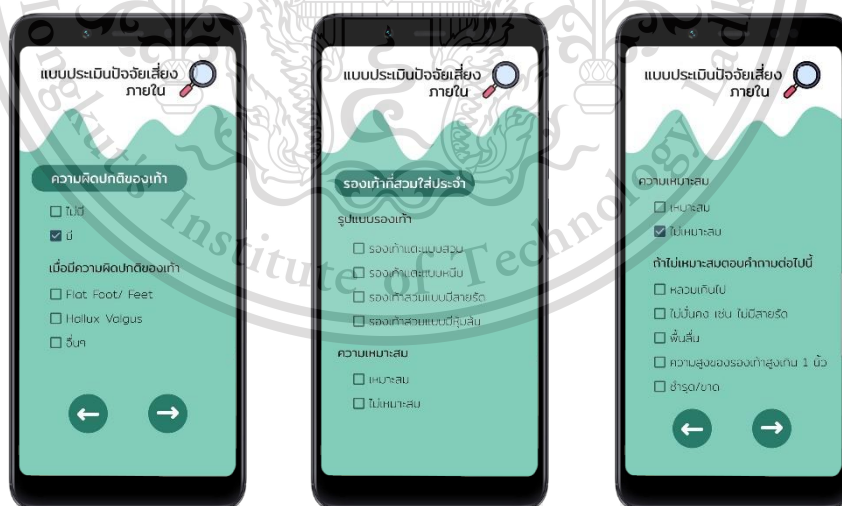 แบบประเมินปัจจัยเสี่ยง
ภายใน
ความผิดปกติของเท้า
ไม่มี
มี
เมื่อมีความผิดปกติของเท้า
Flat Foot/ Feet
Hallux Valgus
อื่นๆ
แบบประเมินปัจจัยเสี่ยง
ภายใน
รองเท้าที่สวมใส่ประจำ
รูปแบบรองเท้า
รองเท้าแตะแบบสวม
รองเท้าแตะแบบหนีบ
รองเท้าสวมแบบมีสายรัด
รองเท้าสวมแบบมีหุ้มส้น
ความเหมาะสม
เหมาะสม
ไม่เหมาะสม
แบบประเมินปัจจัยเสี่ยง
ภายใน
ความเหมาะสม
เหมาะสม
ไม่เหมาะสม
ถ้าไม่เหมาะสมตอบคำถามต่อไปนี้
หลวมเกินไป
ไม่มั่นคง เช่น ไม่มีสายรัด
พื้นลื่น
ความสูงของรองเท้าสูงเกิน 1 นิ้ว
ชำรุด/ขาด
Institute of Technology